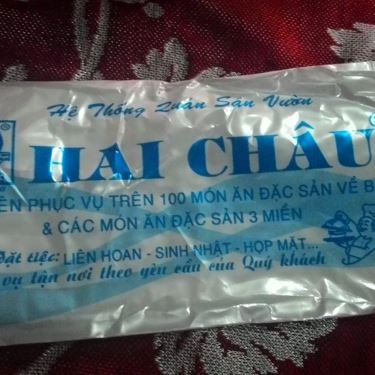 Hệ Thống Quán Sân Vườn
HAI CHÂU
ÊN PHỤC VỤ TRÊN 100 MÓN ĂN ĐẶC SẢN VỀ B
& CÁC MÓN ĂN ĐẶC SẢN 3 MIỀN
đặt tiệc: LIÊN HOAN - SINH NHẬT - HỌP MẶT...
vụ tận nơi theo yêu cầu của Quý khách